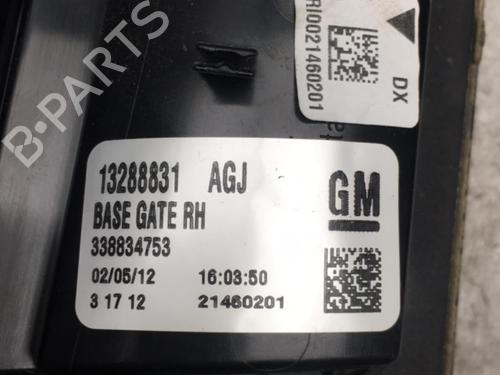 B-PARTS
RI0021460201
DX
13288831 AGJ
GM
BASE GATE RH
338834753
02/05/12 16:03:50
3 17 12 21460201